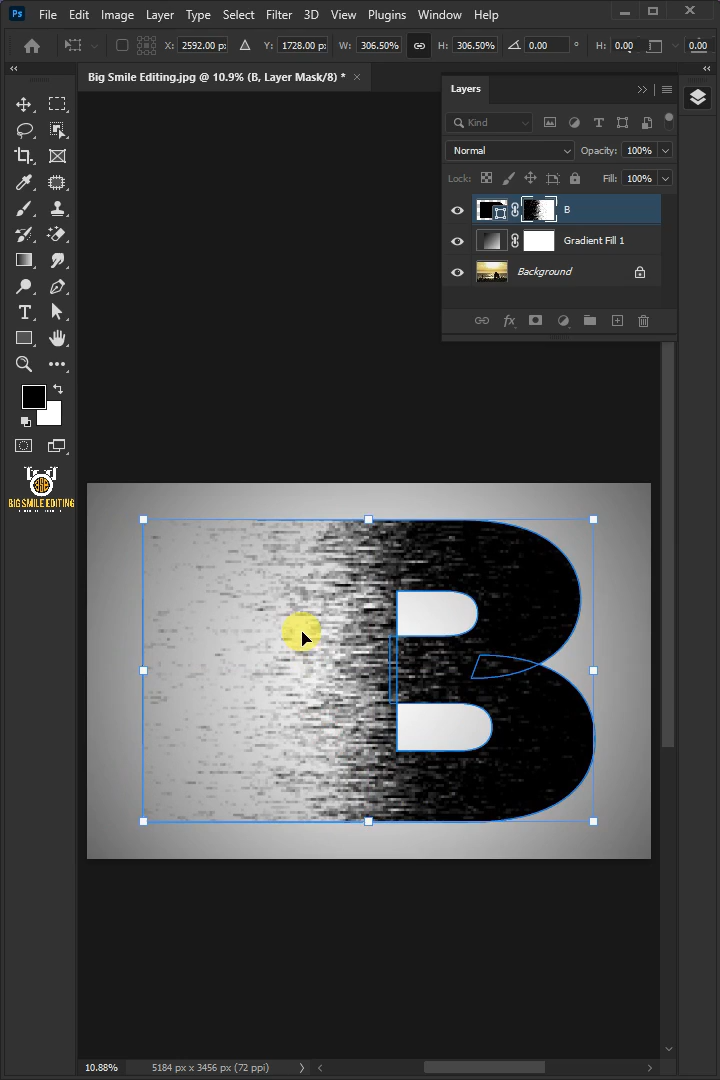 Ps File Edit Image Layer Type Select Filter 3D View Plugins Window Help
X: 2592.00 px Y: 1728.00 px W: 306.50% H: 306.50% 0.00 ° H: 0.00 0.00
Big Smile Editing.jpg @ 10.9% (B, Layer Mask/8) *
Layers
Kind
Normal Opacity: 100%
Lock: Fill: 100%
B
Gradient Fill 1
Background
fx
BIG SMILE EDITING
B
10.88% 5184 px x 3456 px (72 ppi)